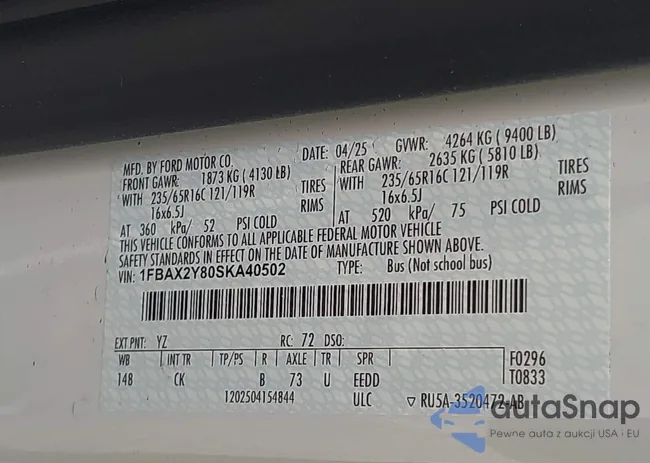 MFD. BY FORD MOTOR CO. DATE: 04/25 GVWR: 4264 KG ( 9400 LB)
FRONT GAWR: 1873 KG ( 4130 LB) REAR GAWR: 2635 KG ( 5810 LB)
WITH 235/65R16C 121/119R TIRES WITH 235/65R16C 121/119R TIRES
16x6.5J RIMS 16x6.5J RIMS
AT 360 kPa/ 52 PSI COLD AT 520 kPa/ 75 PSI COLD
THIS VEHICLE CONFORMS TO ALL APPLICABLE FEDERAL MOTOR VEHICLE
SAFETY STANDARDS IN EFFECT ON THE DATE OF MANUFACTURE SHOWN ABOVE.
VIN: 1FBAX2Y80SKA40502 TYPE: Bus (Not school bus)
EXT PNT: YZ RC: 72 DSO:
WB INT TR TP/PS R AXLE TR SPR F0296
148 CK B 73 U EEDD T0833
1202504154844 ULC ▽ RU5A-3520472-AB
autaSnap
Pewne auta z aukcji USA i EU